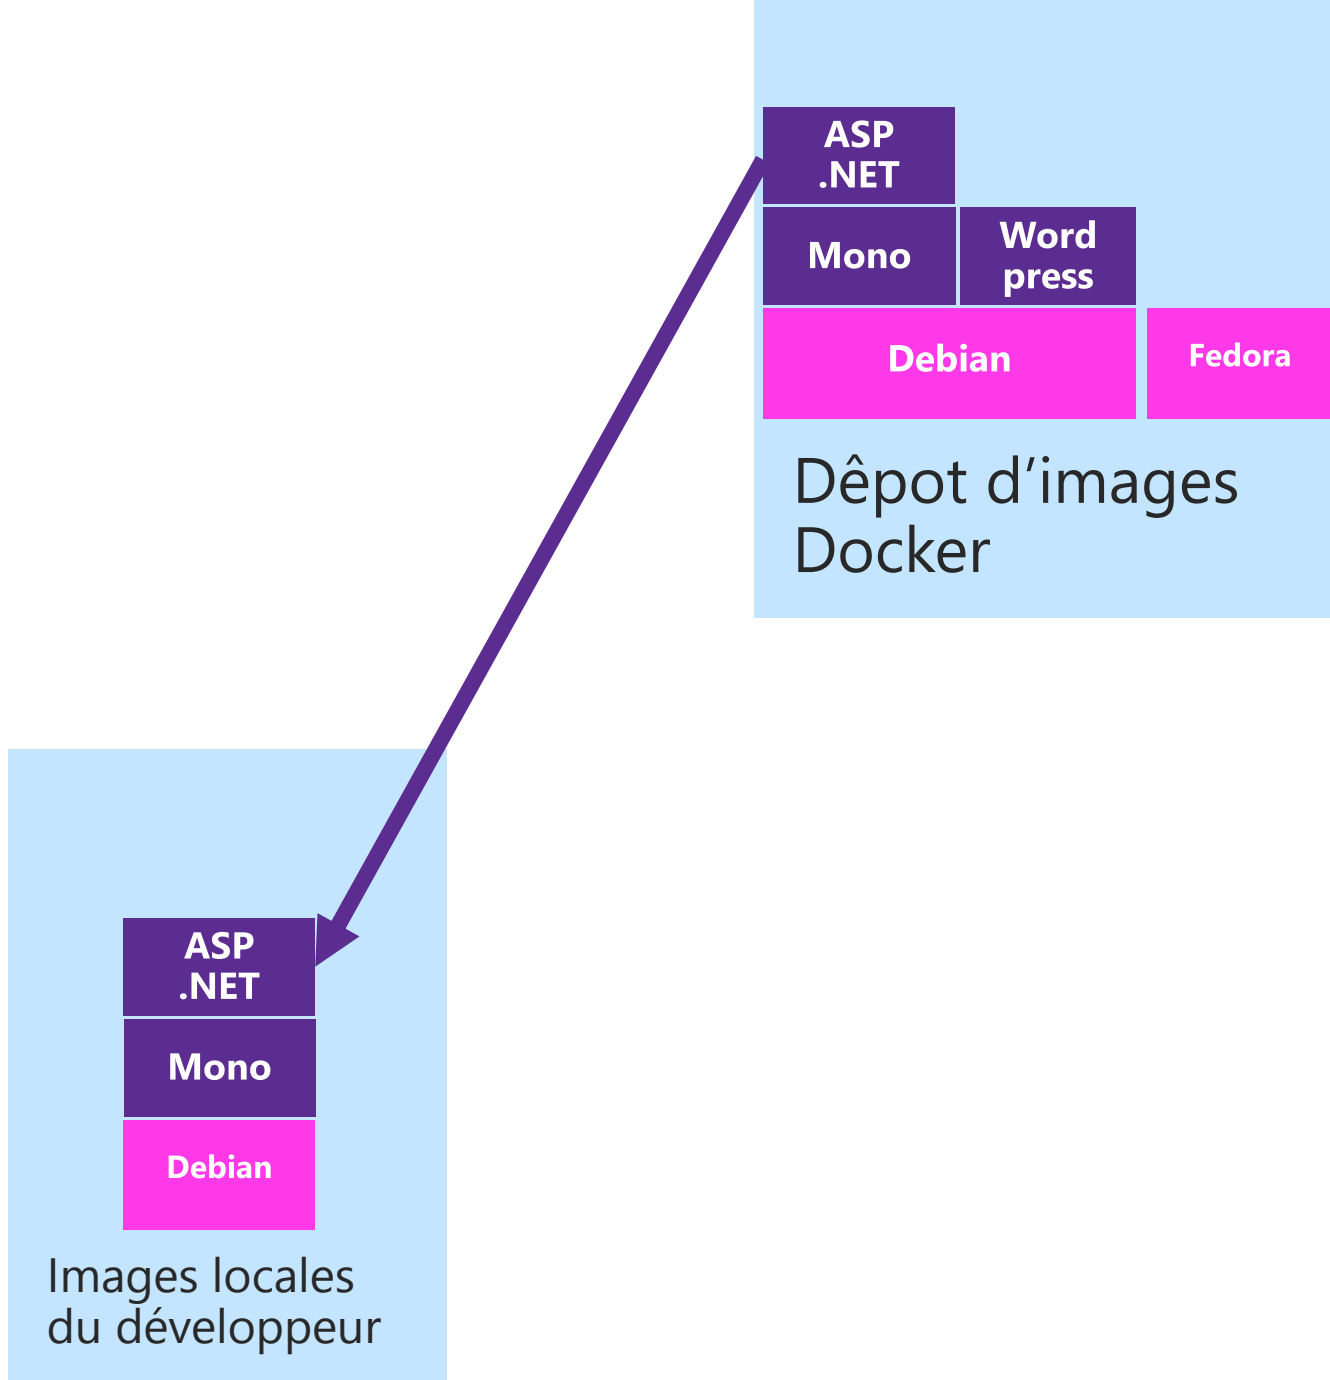 ASP
.NET
Mono
Word
press
Debian
Fedora
Dêpot d’images
Docker
ASP
.NET
Mono
Debian
Images locales
du développeur